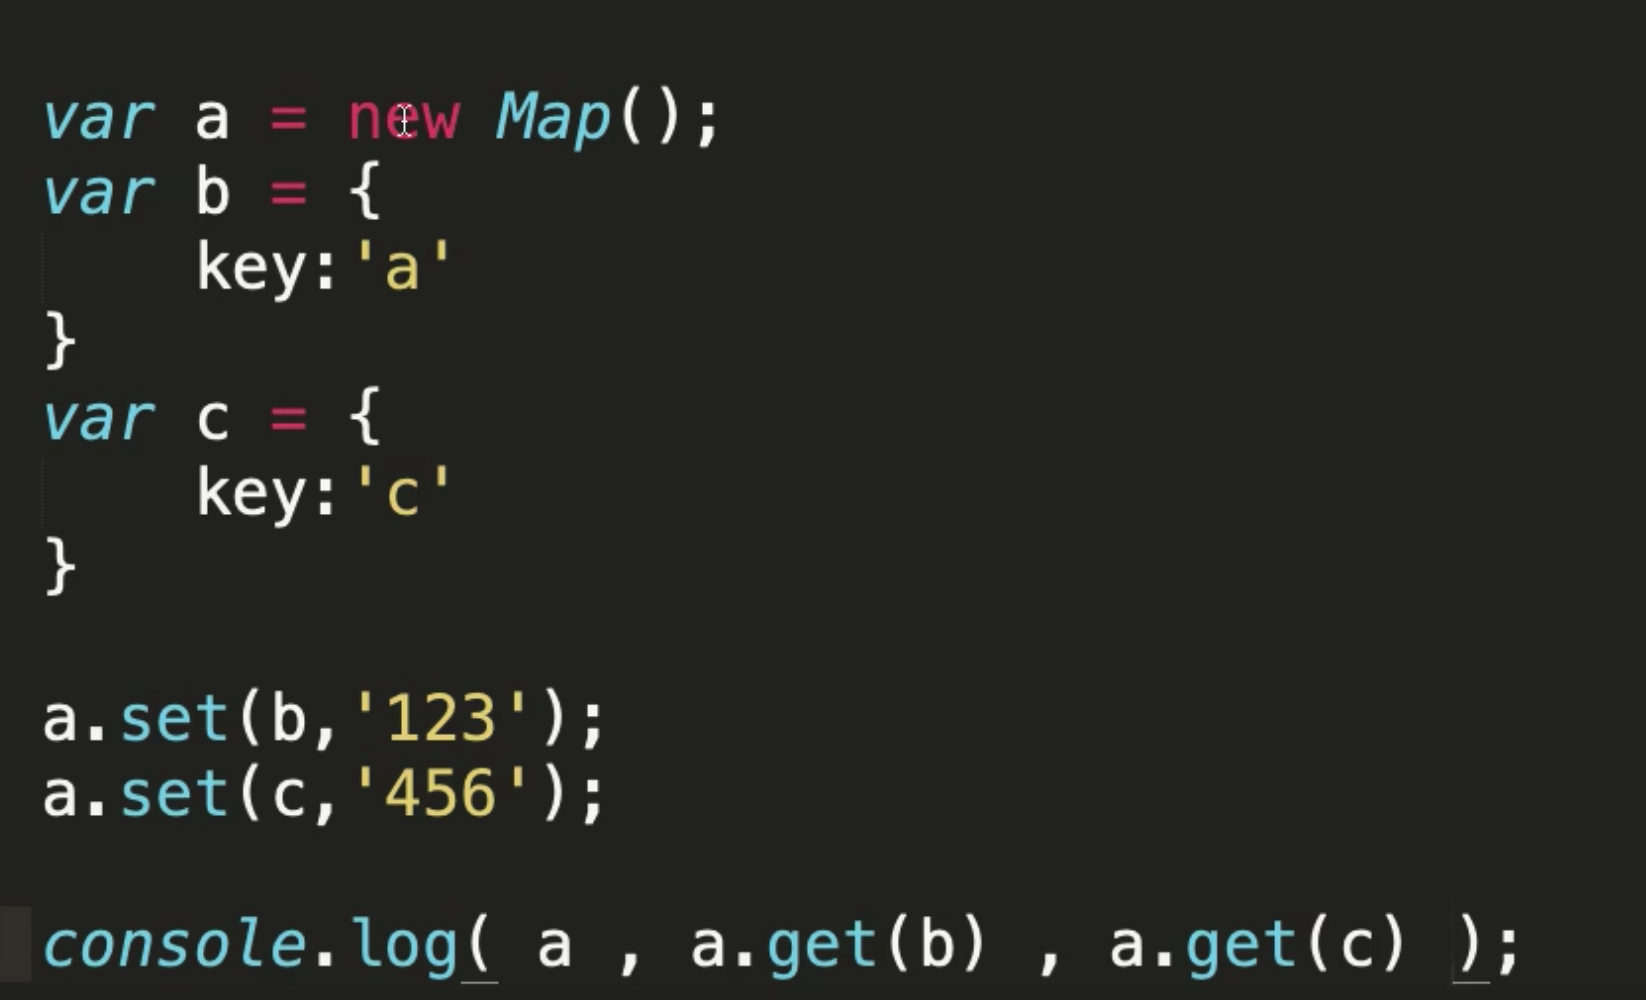 var a = new Map();
var b = {
    key:'a'
}
var c = {
    key:'c'
}
a.set(b,'123');
a.set(c,'456');
console.log( a , a.get(b) , a.get(c) );